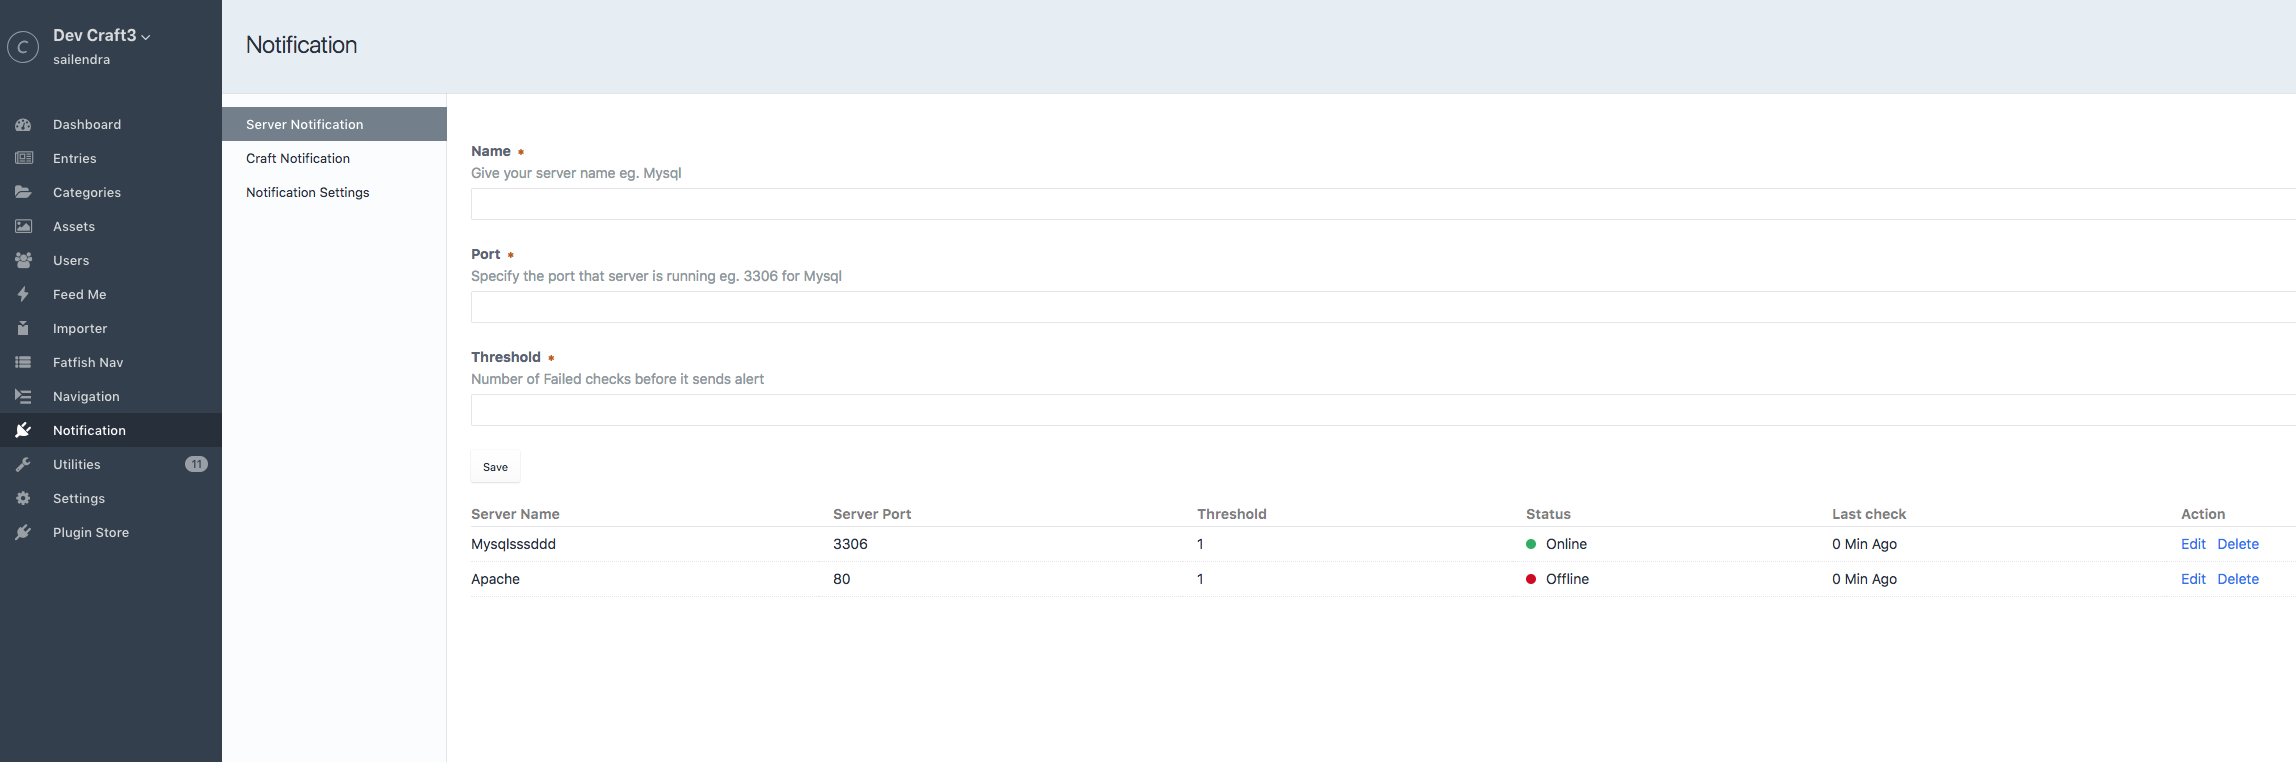 C
Dev Craft3
sailendra
Dashboard
Entries
Categories
Assets
Users
Feed Me
Importer
Fatfish Nav
Navigation
Notification
Utilities 11
Settings
Plugin Store
Notification
Server Notification
Craft Notification
Notification Settings
Name *
Give your server name eg. Mysql
Port *
Specify the port that server is running eg. 3306 for Mysql
Threshold *
Number of Failed checks before it sends alert
Save
Server Name Server Port Threshold Status Last check Action
Mysqlsssddd 3306 1 Online 0 Min Ago Edit Delete
Apache 80 1 Offline 0 Min Ago Edit Delete